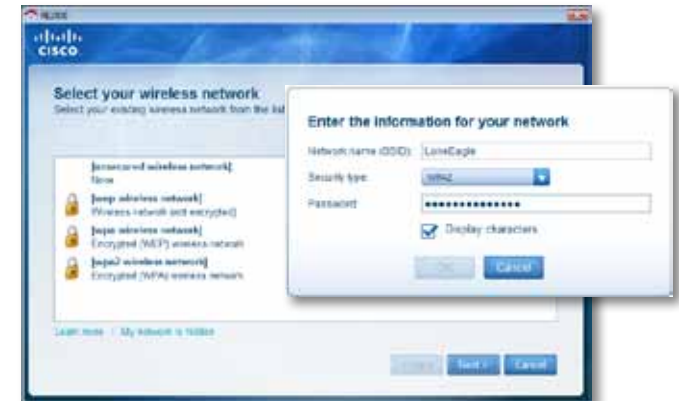 CISCO
Select your wireless network
Select your existing wireless network from the list
[unsecured wireless network]
None
[wep wireless network]
Wireless network (not encrypted)
[wpa wireless network]
Encrypted (WEP) wireless network
[wpa2 wireless network]
Encrypted (WPA) wireless network
Learn more | My network is hidden
Next > Cancel
Enter the information for your network
Network name (SSID): LoneEagle
Security type: WPA2
Password: ••••••••••••••
Display characters
OK Cancel